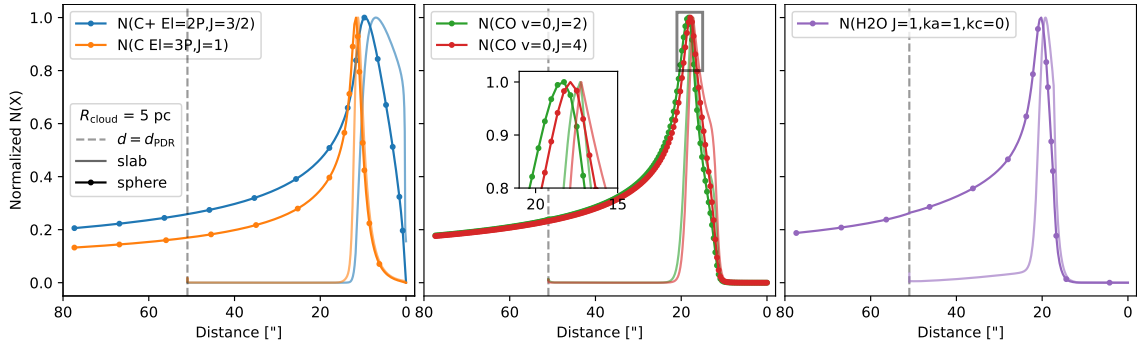 N(C+ El=2P,J=3/2)
N(C El=3P,J=1)
R_cloud = 5 pc
d = d_PDR
slab
sphere
Normalized N(X)
1.0
0.8
0.6
0.4
0.2
0.0
80
60
40
20
0
Distance ["]
N(CO v=0,J=2)
N(CO v=0,J=4)
1.0
0.9
0.8
20
15
80
60
40
20
0
Distance ["]
N(H2O J=1,ka=1,kc=0)
80
60
40
20
0
Distance ["]